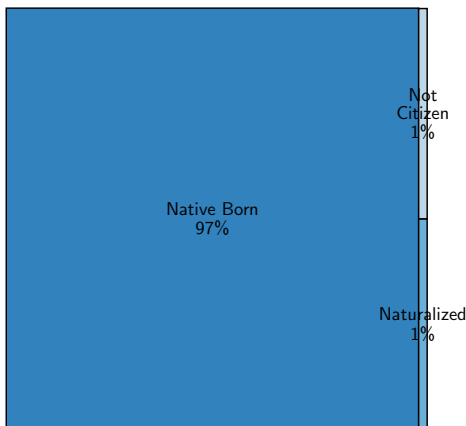 Native Born
97%
Not
Citizen
1%
Naturalized
1%